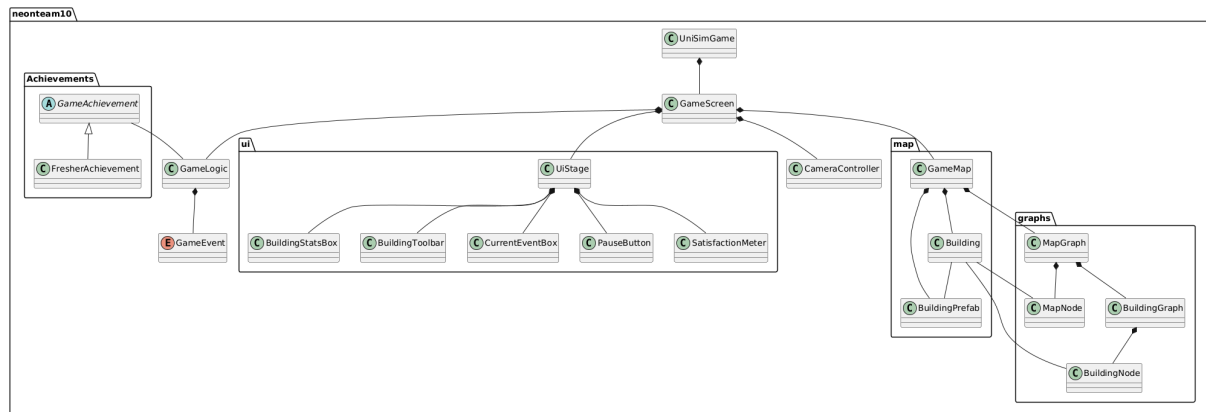 neonteam10
C UniSimGame
Achievements
A GameAchievement
C GameScreen
ui
map
C FresherAchievement
C GameLogic
C UiStage
C CameraController
C GameMap
graphs
E GameEvent
C BuildingStatsBox
C BuildingToolbar
C CurrentEventBox
C PauseButton
C SatisfactionMeter
C Building
C MapGraph
C BuildingPrefab
C MapNode
C BuildingGraph
C BuildingNode